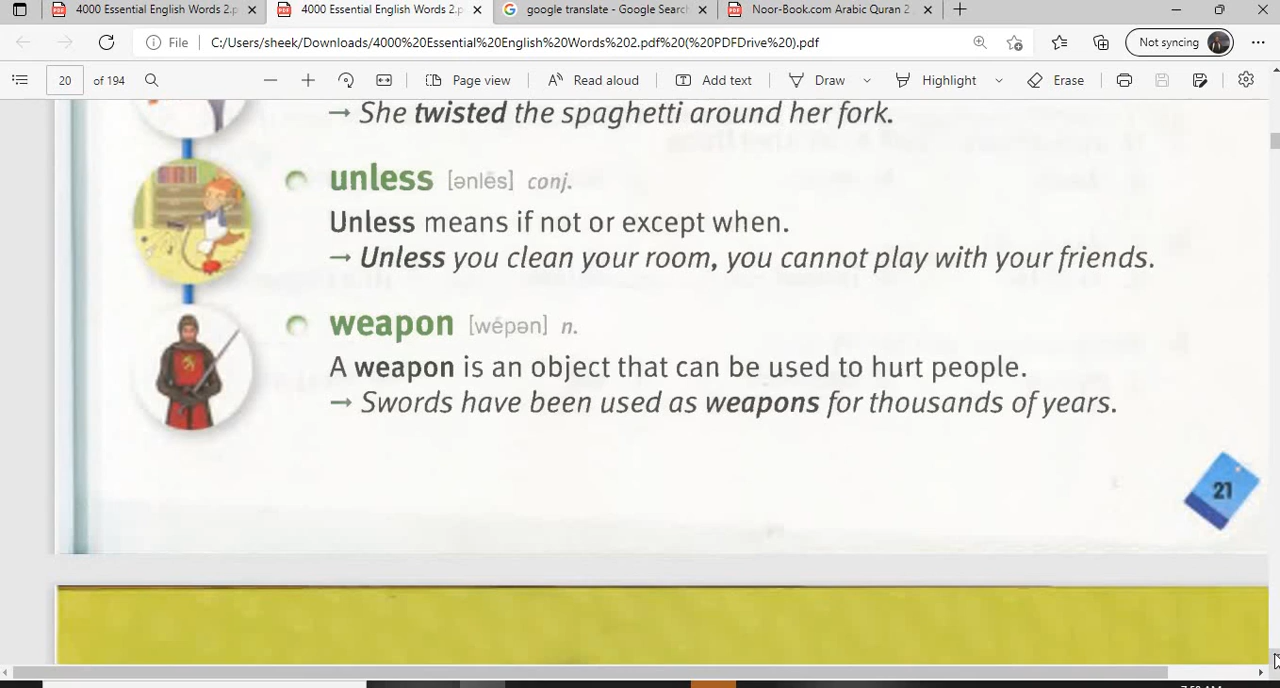 4000 Essential English Words 2.p
4000 Essential English Words 2.p
google translate - Google Search
Noor-Book.com Arabic Quran 2
File C:/Users/sheek/Downloads/4000%20Essential%20English%20Words%202.pdf%20(%20PDFDrive%20).pdf Not syncing
20 of 194 Page view Read aloud Add text Draw Highlight Erase
→ She twisted the spaghetti around her fork.
unless [ənlés] conj.
Unless means if not or except when.
→ Unless you clean your room, you cannot play with your friends.
weapon [wépən] n.
A weapon is an object that can be used to hurt people.
→ Swords have been used as weapons for thousands of years.
21